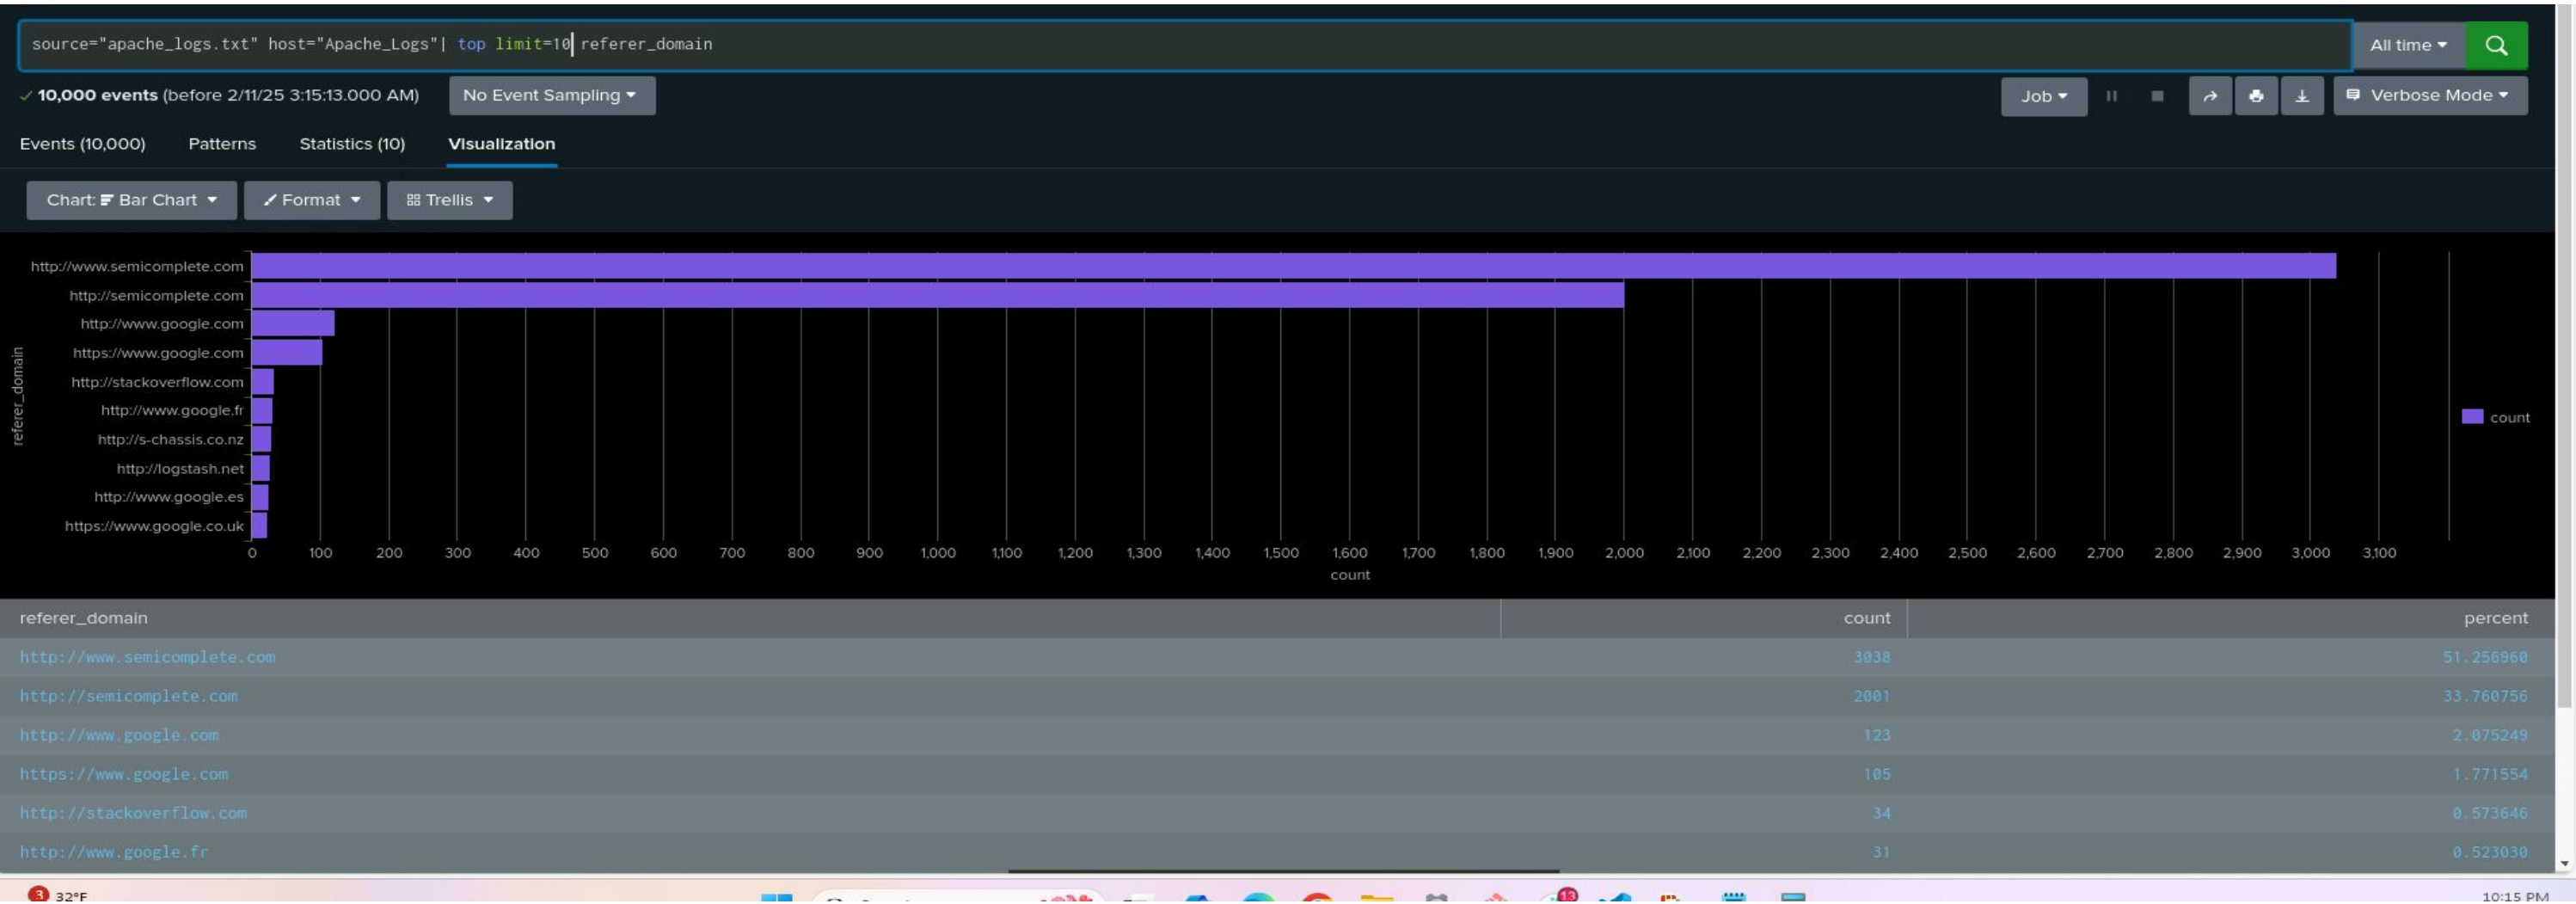 source="apache_logs.txt" host="Apache_Logs"| top limit=10 referer_domain
All time
10,000 events (before 2/11/25 3:15:13.000 AM)
No Event Sampling
Job
Verbose Mode
Events (10,000)
Patterns
Statistics (10)
Visualization
Chart: Bar Chart
Format
Trellis
referer_domain
http://www.semicomplete.com
http://semicomplete.com
http://www.google.com
https://www.google.com
http://stackoverflow.com
http://www.google.fr
http://s-chassis.co.nz
http://logstash.net
http://www.google.es
https://www.google.co.uk
0 100 200 300 400 500 600 700 800 900 1,000 1,100 1,200 1,300 1,400 1,500 1,600 1,700 1,800 1,900 2,000 2,100 2,200 2,300 2,400 2,500 2,600 2,700 2,800 2,900 3,000 3,100
count
count
referer_domain count percent
http://www.semicomplete.com 3038 51.256960
http://semicomplete.com 2001 33.760756
http://www.google.com 123 2.075249
https://www.google.com 105 1.771554
http://stackoverflow.com 34 0.573646
http://www.google.fr 31 0.523030
3
32°F
13
10:15 PM